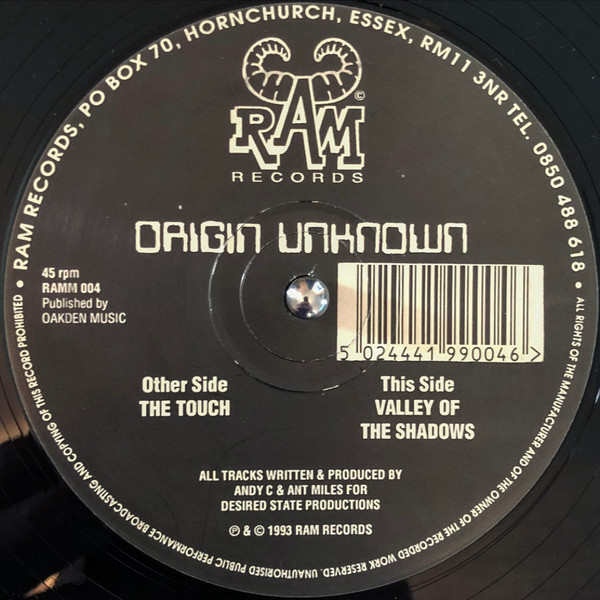 RAM RECORDS, PO BOX 70, HORNCHURCH, ESSEX, RM11 3NR TEL. 0850 488 618
©
RAM
RECORDS
ORIGIN UNKNOWN
45 rpm
RAMM 004
Published by
OAKDEN MUSIC
5 024441 990046 >
Other Side
THE TOUCH
This Side
VALLEY OF
THE SHADOWS
ALL TRACKS WRITTEN & PRODUCED BY
ANDY C & ANT MILES FOR
DESIRED STATE PRODUCTIONS
℗ & © 1993 RAM RECORDS
• ALL RIGHTS OF THE MANUFACTURER AND OF THE OWNER OF THE RECORDED WORK RESERVED. UNAUTHORISED PUBLIC PERFORMANCE BROADCASTING AND COPYING OF THIS RECORD PROHIBITED •